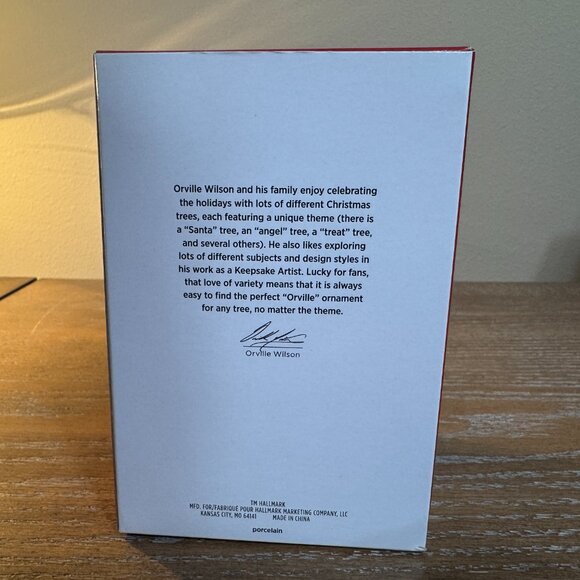 Orville Wilson and his family enjoy celebrating
the holidays with lots of different Christmas
trees, each featuring a unique theme (there is
a “Santa” tree, an “angel” tree, a “treat” tree,
and several others). He also likes exploring
lots of different subjects and design styles in
his work as a Keepsake Artist. Lucky for fans,
that love of variety means that it is always
easy to find the perfect “Orville” ornament
for any tree, no matter the theme.
Orville Wilson
TM HALLMARK
MFD. FOR/FABRIQUÉ POUR HALLMARK MARKETING COMPANY, LLC
KANSAS CITY, MO 64141 MADE IN CHINA
porcelain